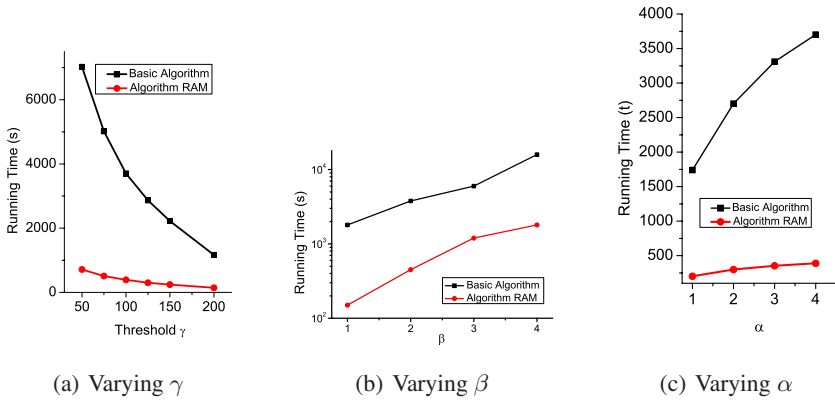 Running Time (s)
6000
4000
2000
0
Basic Algorithm
Algorithm RAM
50 100 150 200
Threshold γ
(a) Varying γ
Running Time (s)
10^4
10^3
10^2
Basic Algorithm
Algorithm RAM
1 2 3 4
β
(b) Varying β
Running Time (t)
4000
3500
3000
2500
2000
1750
1500
500
Basic Algorithm
Algorithm RAM
1 2 3 4
α
(c) Varying α